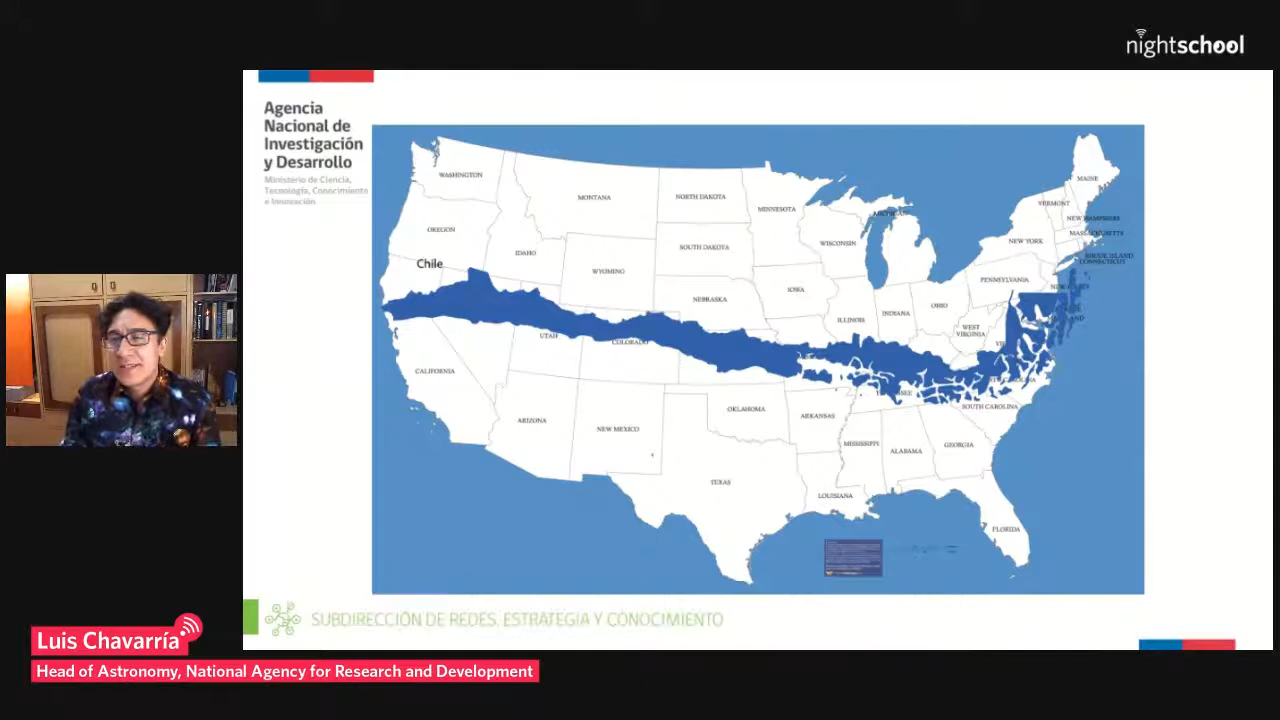 nightschool
Agencia
Nacional de
Investigación
y Desarrollo
Ministerio de Ciencia,
Tecnología, Conocimiento
e Innovación
WASHINGTON
MONTANA
NORTH DAKOTA
MINNESOTA
MAINE
VERMONT
NEW HAMPSHIRE
MICHIGAN
MASSACHUSETTS
OREGON
NEW YORK
WISCONSIN
SOUTH DAKOTA
IDAHO
RHODE ISLAND
CONNECTICUT
Chile
WYOMING
PENNSYLVANIA
IOWA
NEBRASKA
OHIO
INDIANA
ILLINOIS
WEST
VIRGINIA
UTAH
COLORADO
CALIFORNIA
SOUTH CAROLINA
OKLAHOMA
ARKANSAS
ARIZONA
NEW MEXICO
MISSISSIPPI
ALABAMA
GEORGIA
TEXAS
LOUISIANA
FLORIDA
SUBDIRECCIÓN DE REDES, ESTRATEGIA Y CONOCIMIENTO
Luis Chavarría
Head of Astronomy, National Agency for Research and Development